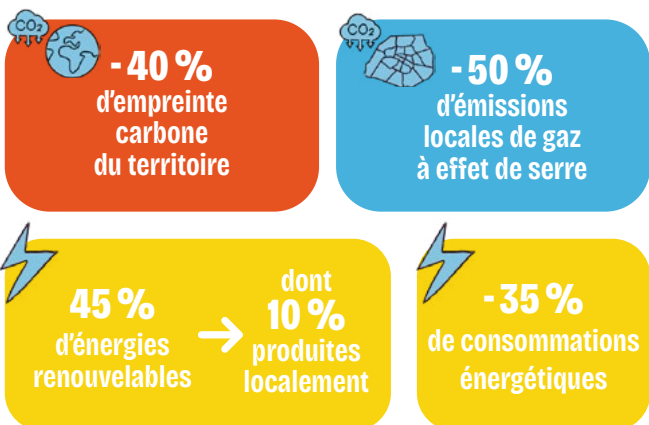 CO₂
- 40 %
d'empreinte
carbone
du territoire
CO₂
- 50 %
d'émissions
locales de gaz
à effet de serre
45 %
d'énergies
renouvelables
→
dont
10 %
produites
localement
- 35 %
de consommations
énergétiques